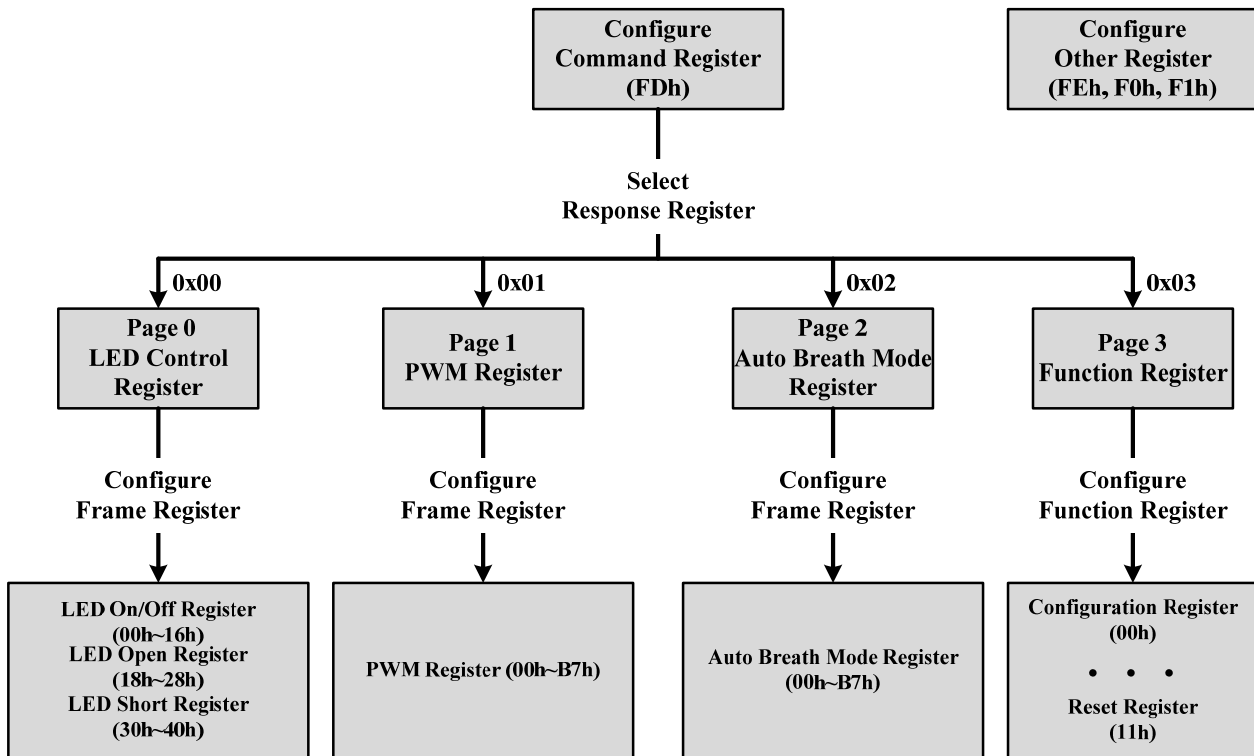 Configure
Command Register
(FDh)
Configure
Other Register
(FEh, F0h, F1h)
Select
Response Register
0x00
0x01
0x02
0x03
Page 0
LED Control
Register
Page 1
PWM Register
Page 2
Auto Breath Mode
Register
Page 3
Function Register
Configure
Frame Register
Configure
Frame Register
Configure
Frame Register
Configure
Function Register
LED On/Off Register
(00h~16h)
LED Open Register
(18h~28h)
LED Short Register
(30h~40h)
PWM Register (00h~B7h)
Auto Breath Mode Register
(00h~B7h)
Configuration Register
(00h)
• • •
Reset Register
(11h)